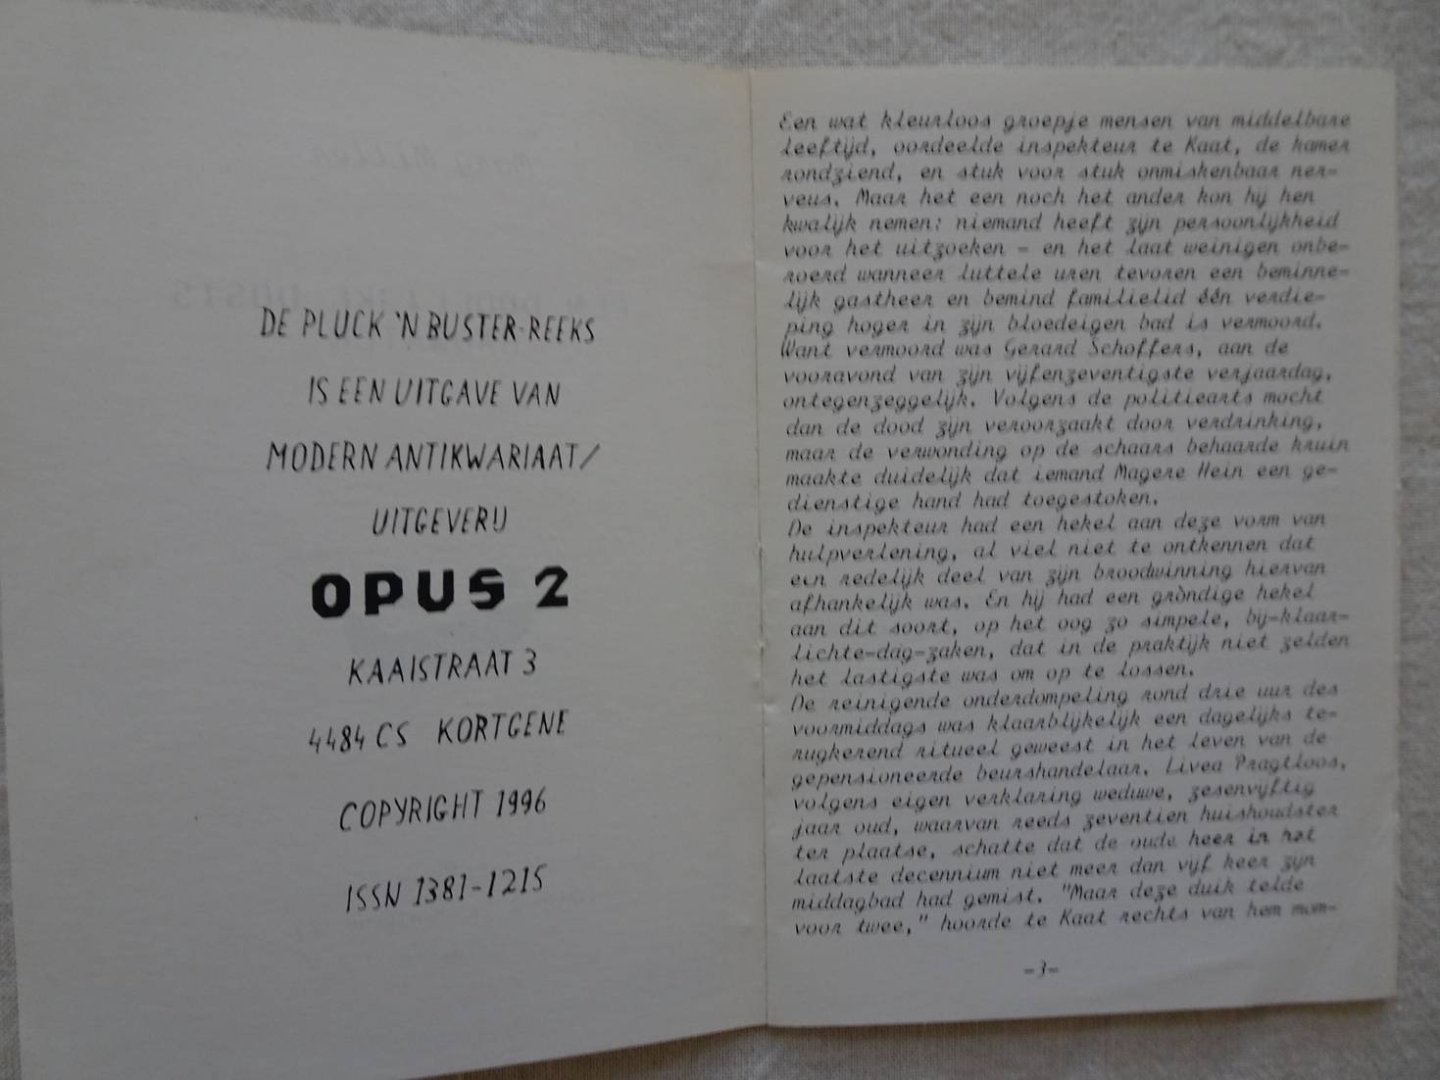 DE PLUCK 'N BUSTER-REEKS
IS EEN UITGAVE VAN
MODERN ANTIKWARIAAT/
UITGEVERIJ
OPUS 2
KAAISTRAAT 3
4484 CS KORTGENE
COPYRIGHT 1996
ISSN 1381-1215
Een wat kleurloos groepje mensen van middelbare
leeftijd, oordeelde inspekteur te Kaat, de kamer
rondziend, en stuk voor stuk onmiskenbaar ner-
veus. Maar het een noch het ander kon hij hen
kwalijk nemen: niemand heeft zijn persoonlijkheid
voor het uitzoeken - en het laat weinigen onbe-
roerd wanneer luttele uren tevoren een beminne-
lijk gastheer en bemind familielid één verdie-
ping hoger in zijn bloedeigen bad is vermoord.
Want vermoord was Gerard Schoffers, aan de
vooravond van zijn vijfenzeventigste verjaardag,
ontegenzeggelijk. Volgens de politiearts mocht
dan de dood zijn veroorzaakt door verdrinking,
maar de verwonding op de schaars behaarde kruin
maakte duidelijk dat iemand Magere Hein een ge-
dienstige hand had toegestoken.
De inspekteur had een hekel aan deze vorm van
hulpverlening, al viel niet te ontkennen dat
een redelijk deel van zijn broodwinning hiervan
afhankelijk was. En hij had een gròndige hekel
aan dit soort, op het oog zo simpele, bij-klaar-
lichte-dag-zaken, dat in de praktijk niet zelden
het lastigste was om op te lossen.
De reinigende onderdompeling rond drie uur des
voormiddags was klaarblijkelijk een dagelijks te-
rugkerend ritueel geweest in het leven van de
gepensioneerde beurshandelaar. Livea Pragtloos,
volgens eigen verklaring weduwe, zesenvijftig
jaar oud, waarvan reeds zeventien huishoudster
ter plaatse, schatte dat de oude heer in het
laatste decennium niet meer dan vijf keer zijn
middagbad had gemist. "Maar deze duik telde
voor twee," hoorde te Kaat rechts van hem mom-
-3-